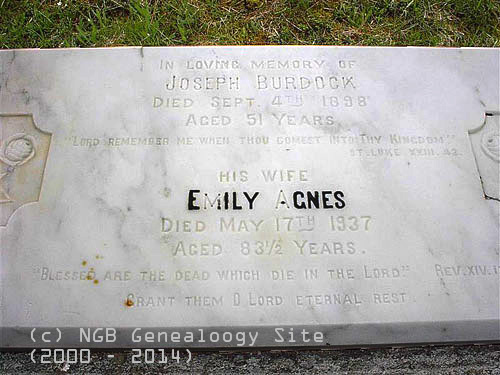 In loving memory of
Joseph Burdock
Died Sept. 4th 1898
Aged 51 Years.
"Lord remember me when thou comest into Thy Kingdom"
St. Luke XXIII. 42.
his wife
Emily Agnes
Died May 17th 1937
Aged 83½ Years.
"Blessed are the dead which die in the Lord" Rev. XIV. 1
Grant them O Lord eternal rest.
(c) NGB Genealoogy Site
(2000 - 2014)